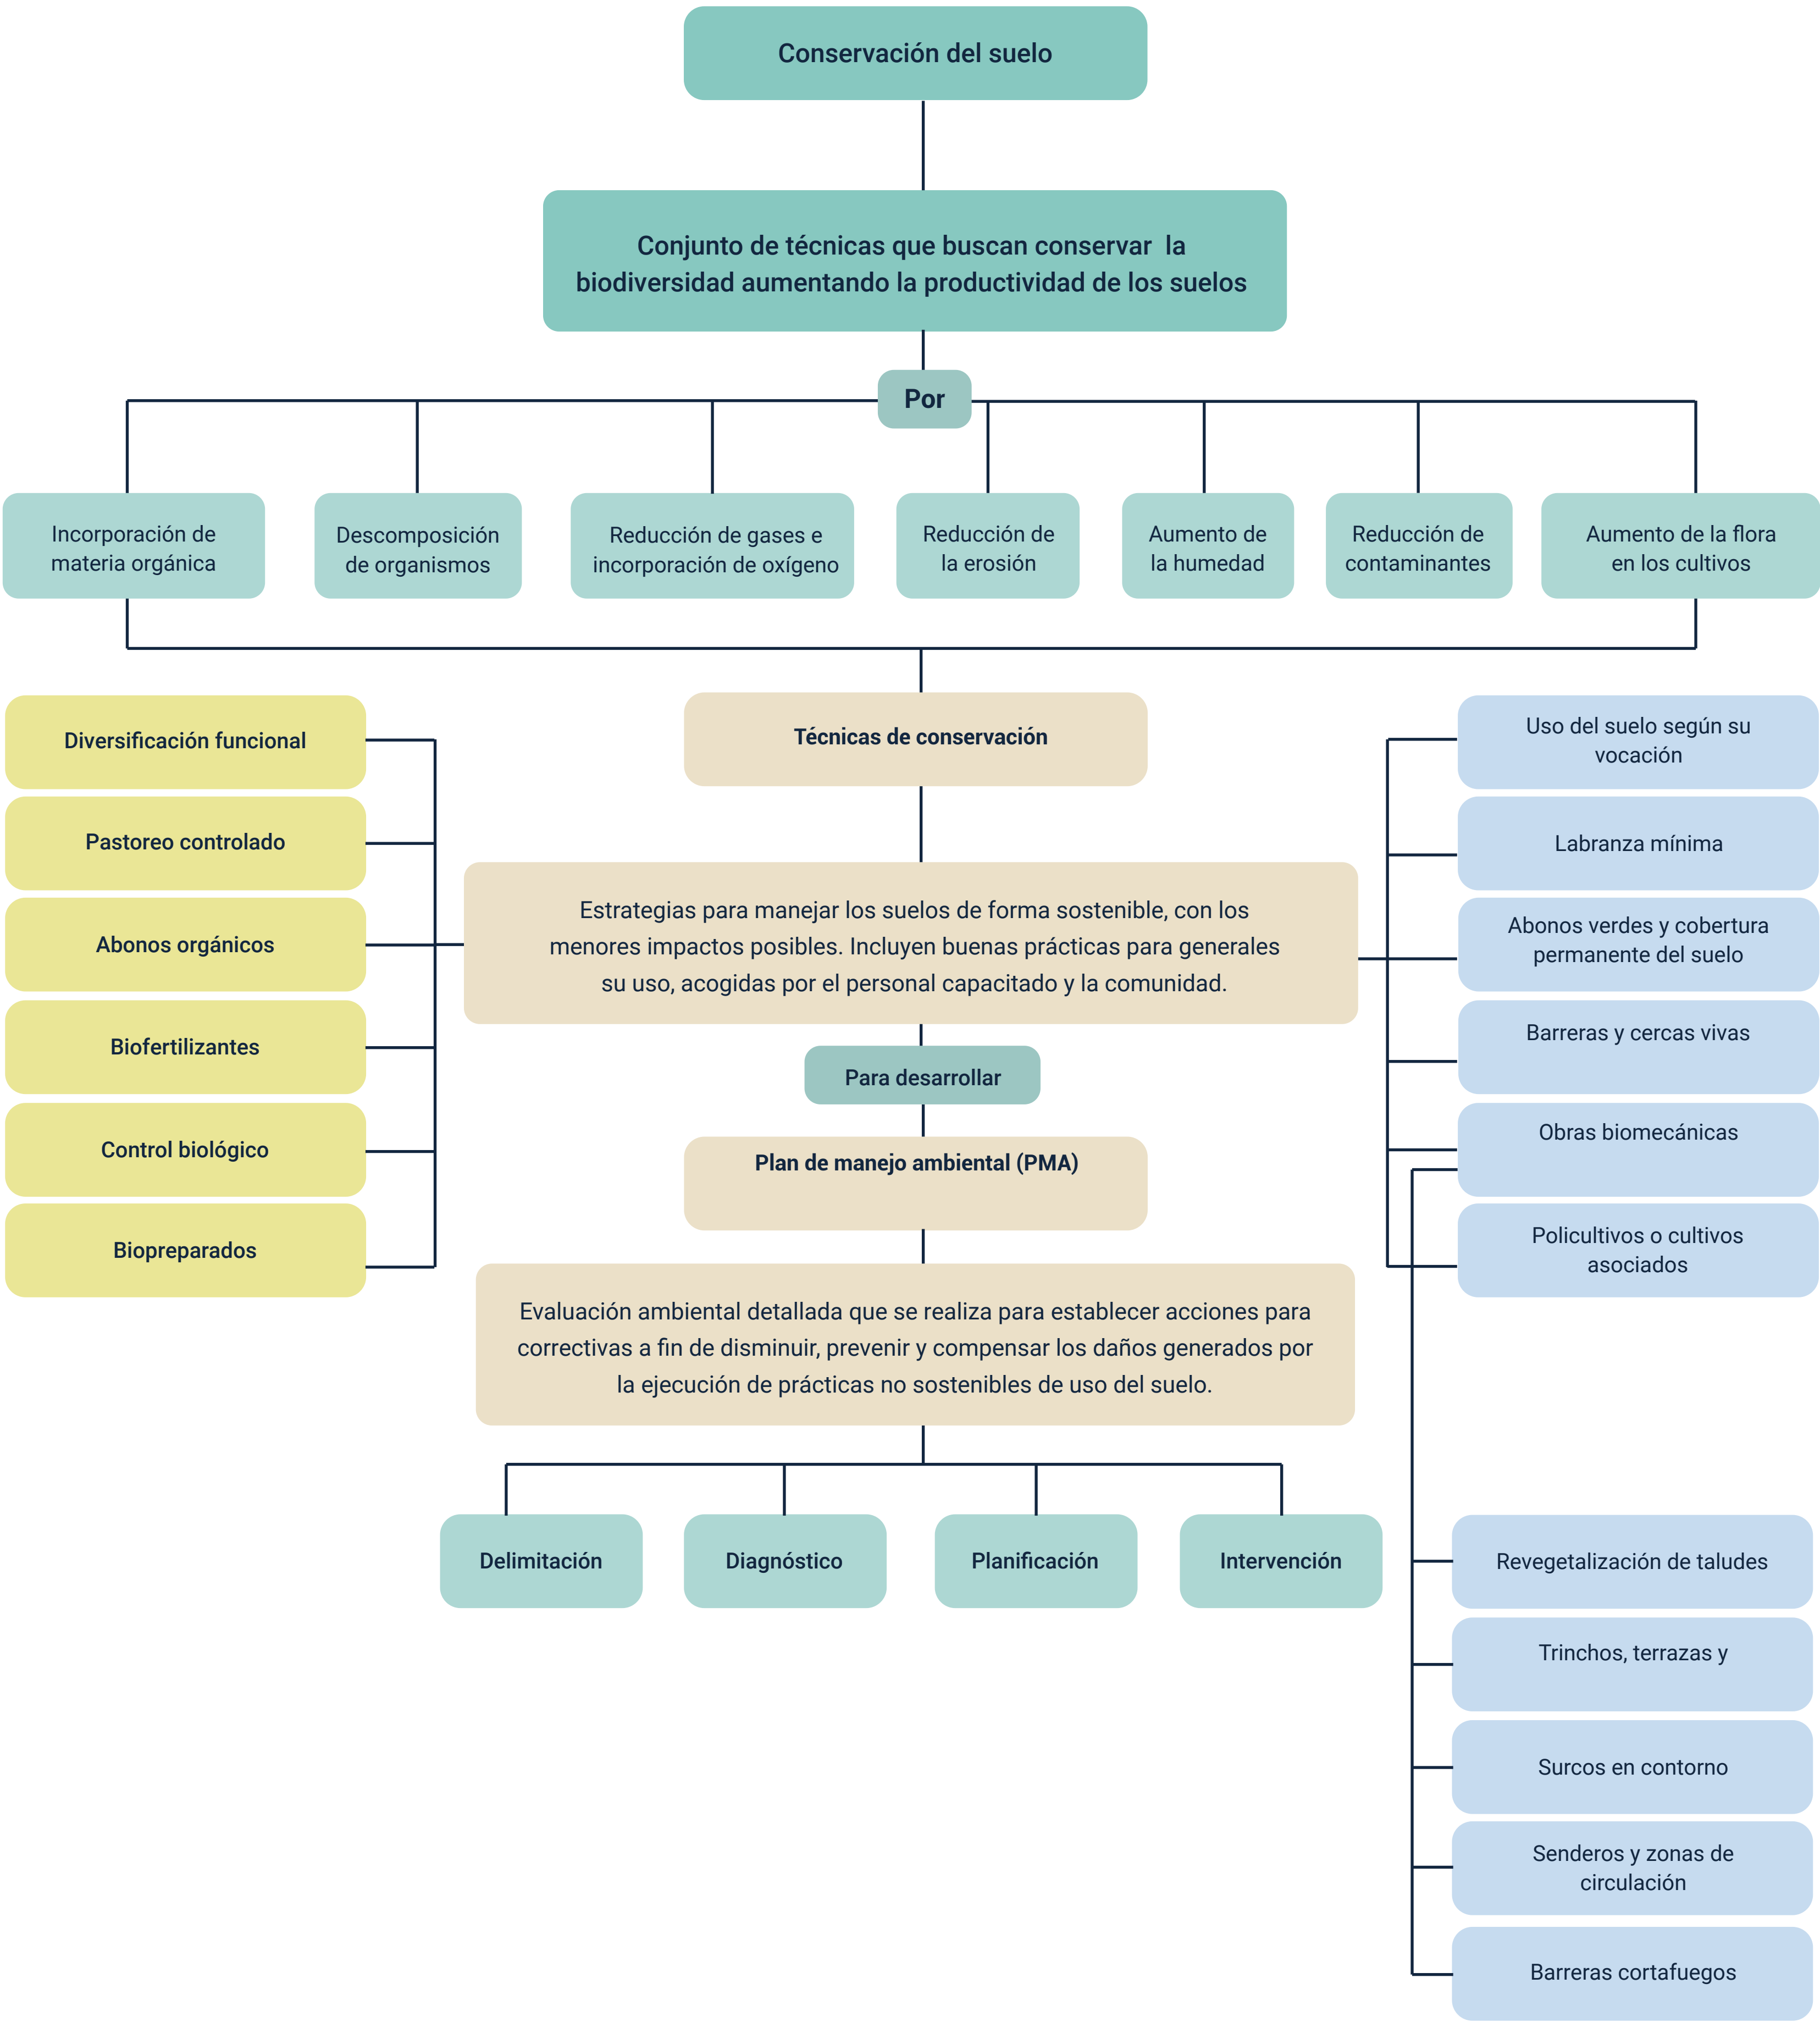 Conservación del suelo
Conjunto de técnicas que buscan conservar la
biodiversidad aumentando la productividad de los suelos
Por
Incorporación de
materia orgánica
Descomposición
de organismos
Reducción de gases e
incorporación de oxígeno
Reducción de
la erosión
Aumento de
la humedad
Reducción de
contaminantes
Aumento de la flora
en los cultivos
Diversificación funcional
Pastoreo controlado
Abonos orgánicos
Biofertilizantes
Control biológico
Biopreparados
Técnicas de conservación
Estrategias para manejar los suelos de forma sostenible, con los
menores impactos posibles. Incluyen buenas prácticas para generales
su uso, acogidas por el personal capacitado y la comunidad.
Para desarrollar
Plan de manejo ambiental (PMA)
Evaluación ambiental detallada que se realiza para establecer acciones para
correctivas a fin de disminuir, prevenir y compensar los daños generados por
la ejecución de prácticas no sostenibles de uso del suelo.
Delimitación
Diagnóstico
Planificación
Intervención
Uso del suelo según su
vocación
Labranza mínima
Abonos verdes y cobertura
permanente del suelo
Barreras y cercas vivas
Obras biomecánicas
Policultivos o cultivos
asociados
Revegetalización de taludes
Trinchos, terrazas y
Surcos en contorno
Senderos y zonas de
circulación
Barreras cortafuegos